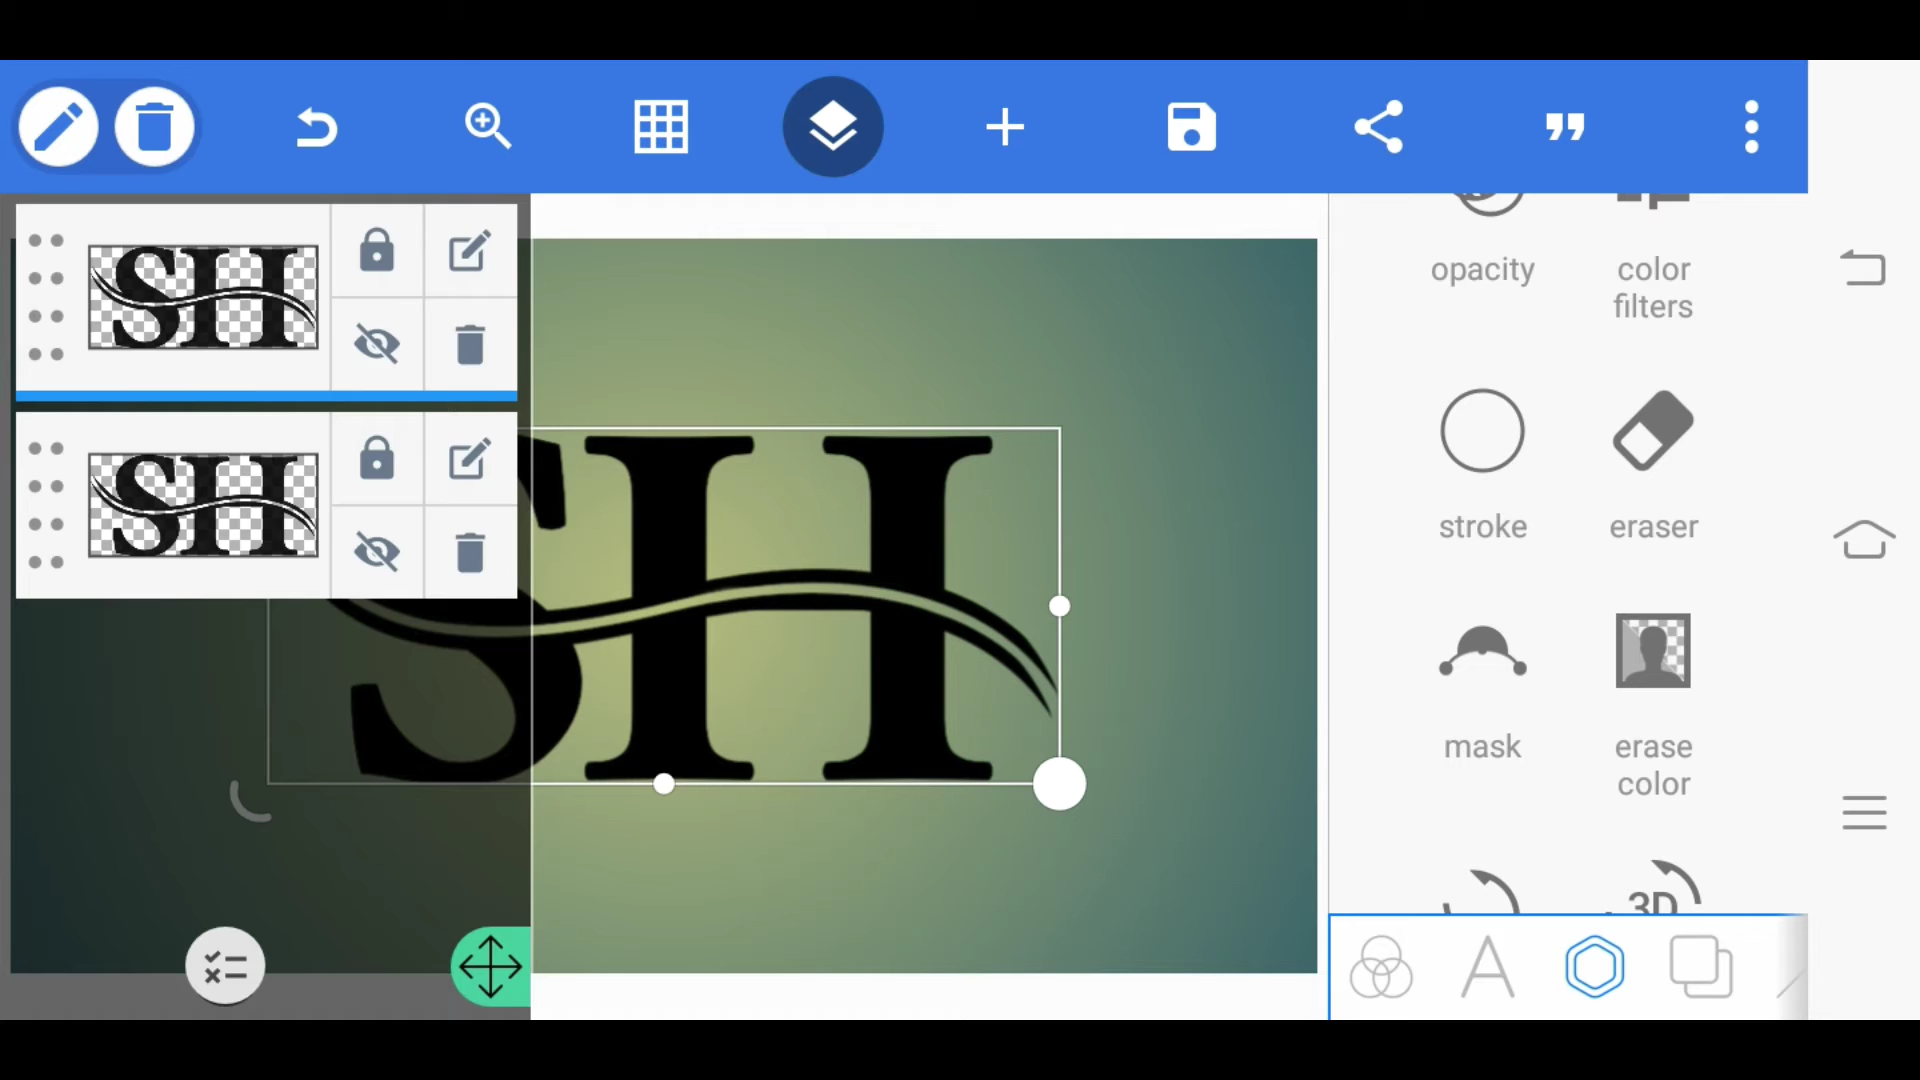 SH
SH
SH
opacity
color
filters
stroke
eraser
mask
erase
color
3D